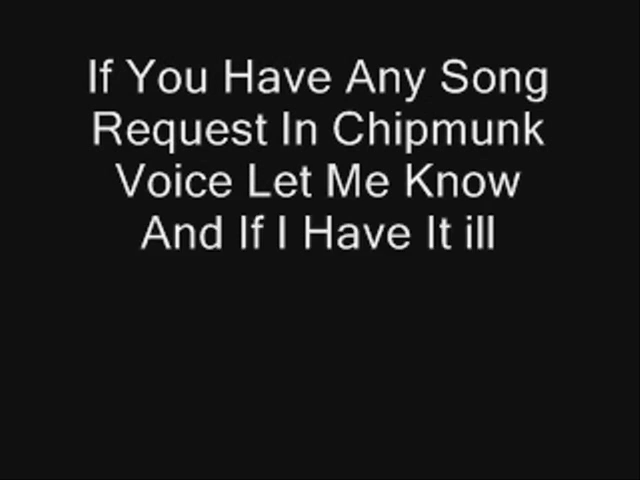 If You Have Any Song
Request In Chipmunk
Voice Let Me Know
And If I Have It ill